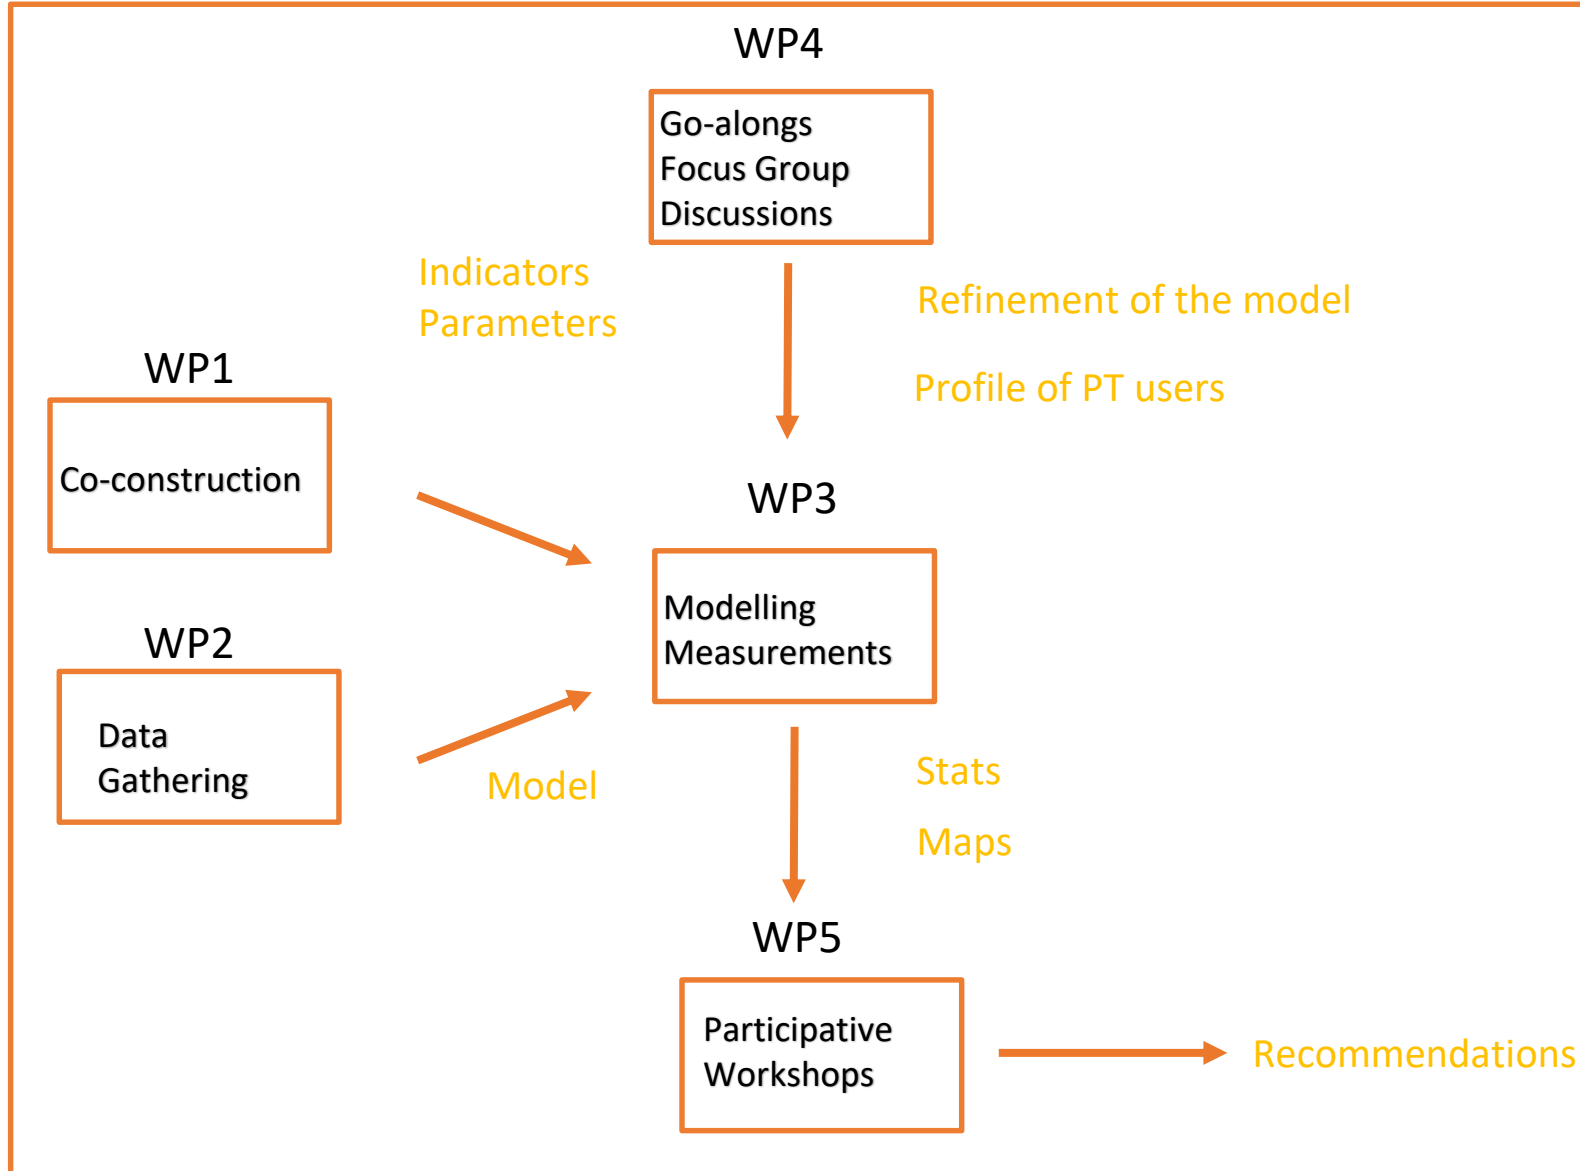 WP4
Go-alongs
Focus Group
Discussions
Indicators
Parameters
Refinement of the model
Profile of PT users
WP1
Co-construction
WP3
Modelling
Measurements
WP2
Data
Gathering
Model
Stats
Maps
WP5
Participative
Workshops
Recommendations